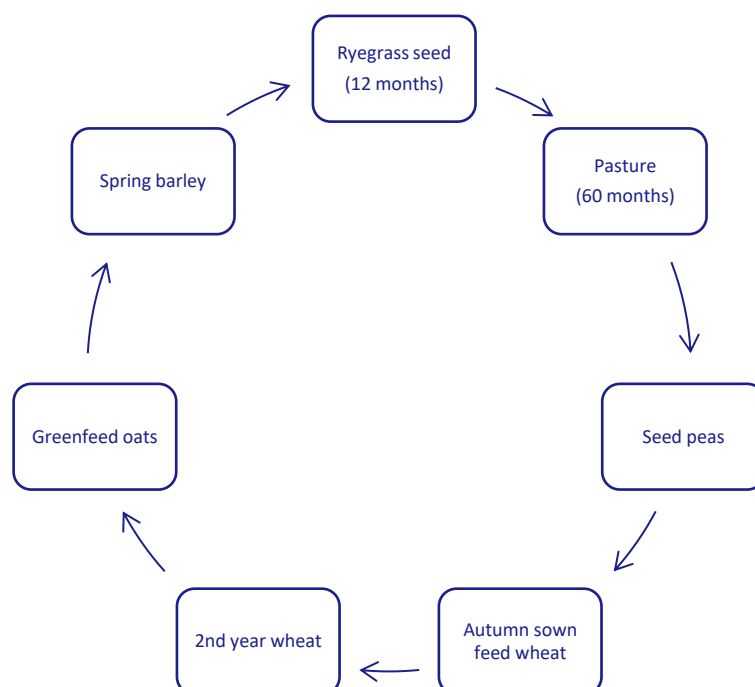 Ryegrass seed
(12 months)
Pasture
(60 months)
Seed peas
Autumn sown
feed wheat
2nd year wheat
Greenfeed oats
Spring barley